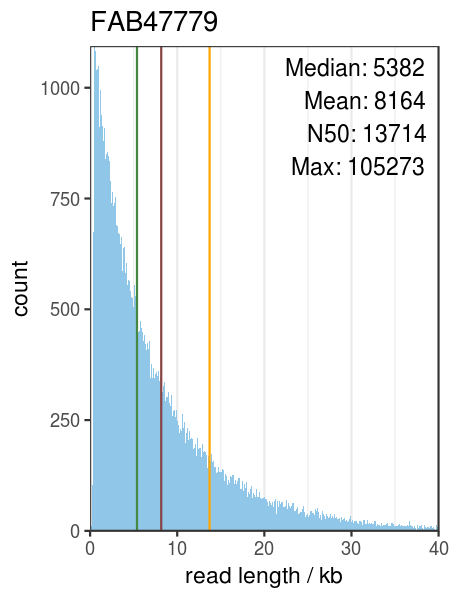 FAB47779
Median: 5382
Mean: 8164
N50: 13714
Max: 105273
1000
750
500
250
0
count
0 10 20 30 40
read length / kb